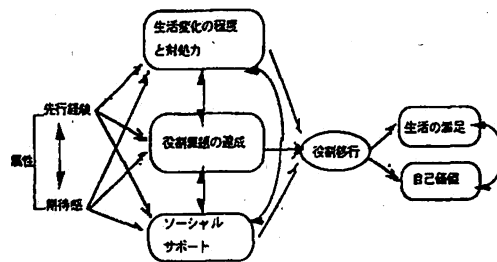 生活変化の程度
と対処力
先行経験
属性
期待感
役割業績の達成
ソーシャル
サポート
役割移行
生活の満足
自己価値